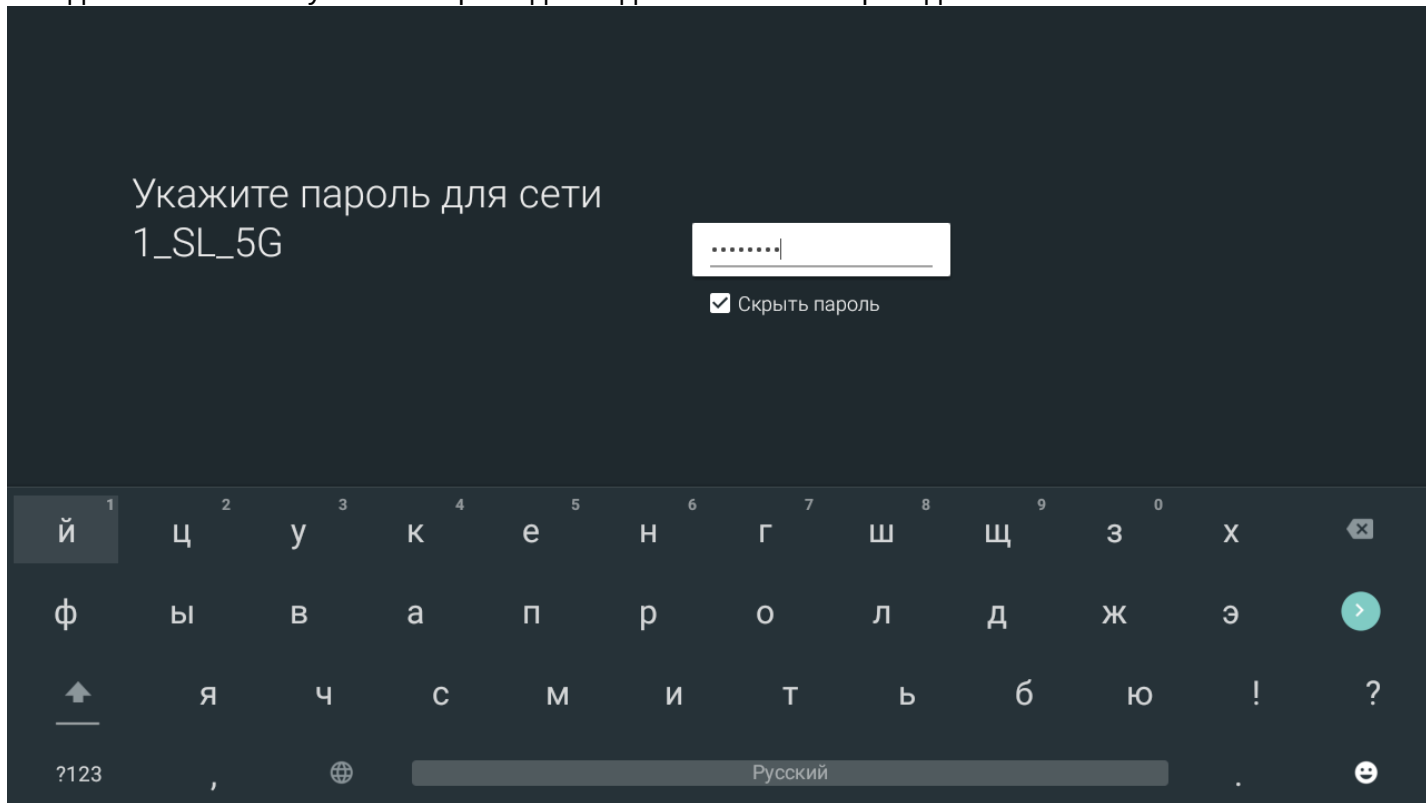 Укажите пароль для сети
1_SL_5G
••••••••
Скрыть пароль
й 1 ц 2 у 3 к 4 е 5 н 6 г 7 ш 8 щ 9 з 0 х
ф ы в а п р о л д ж э
я ч с м и т ь б ю ! ?
?123 , Русский .